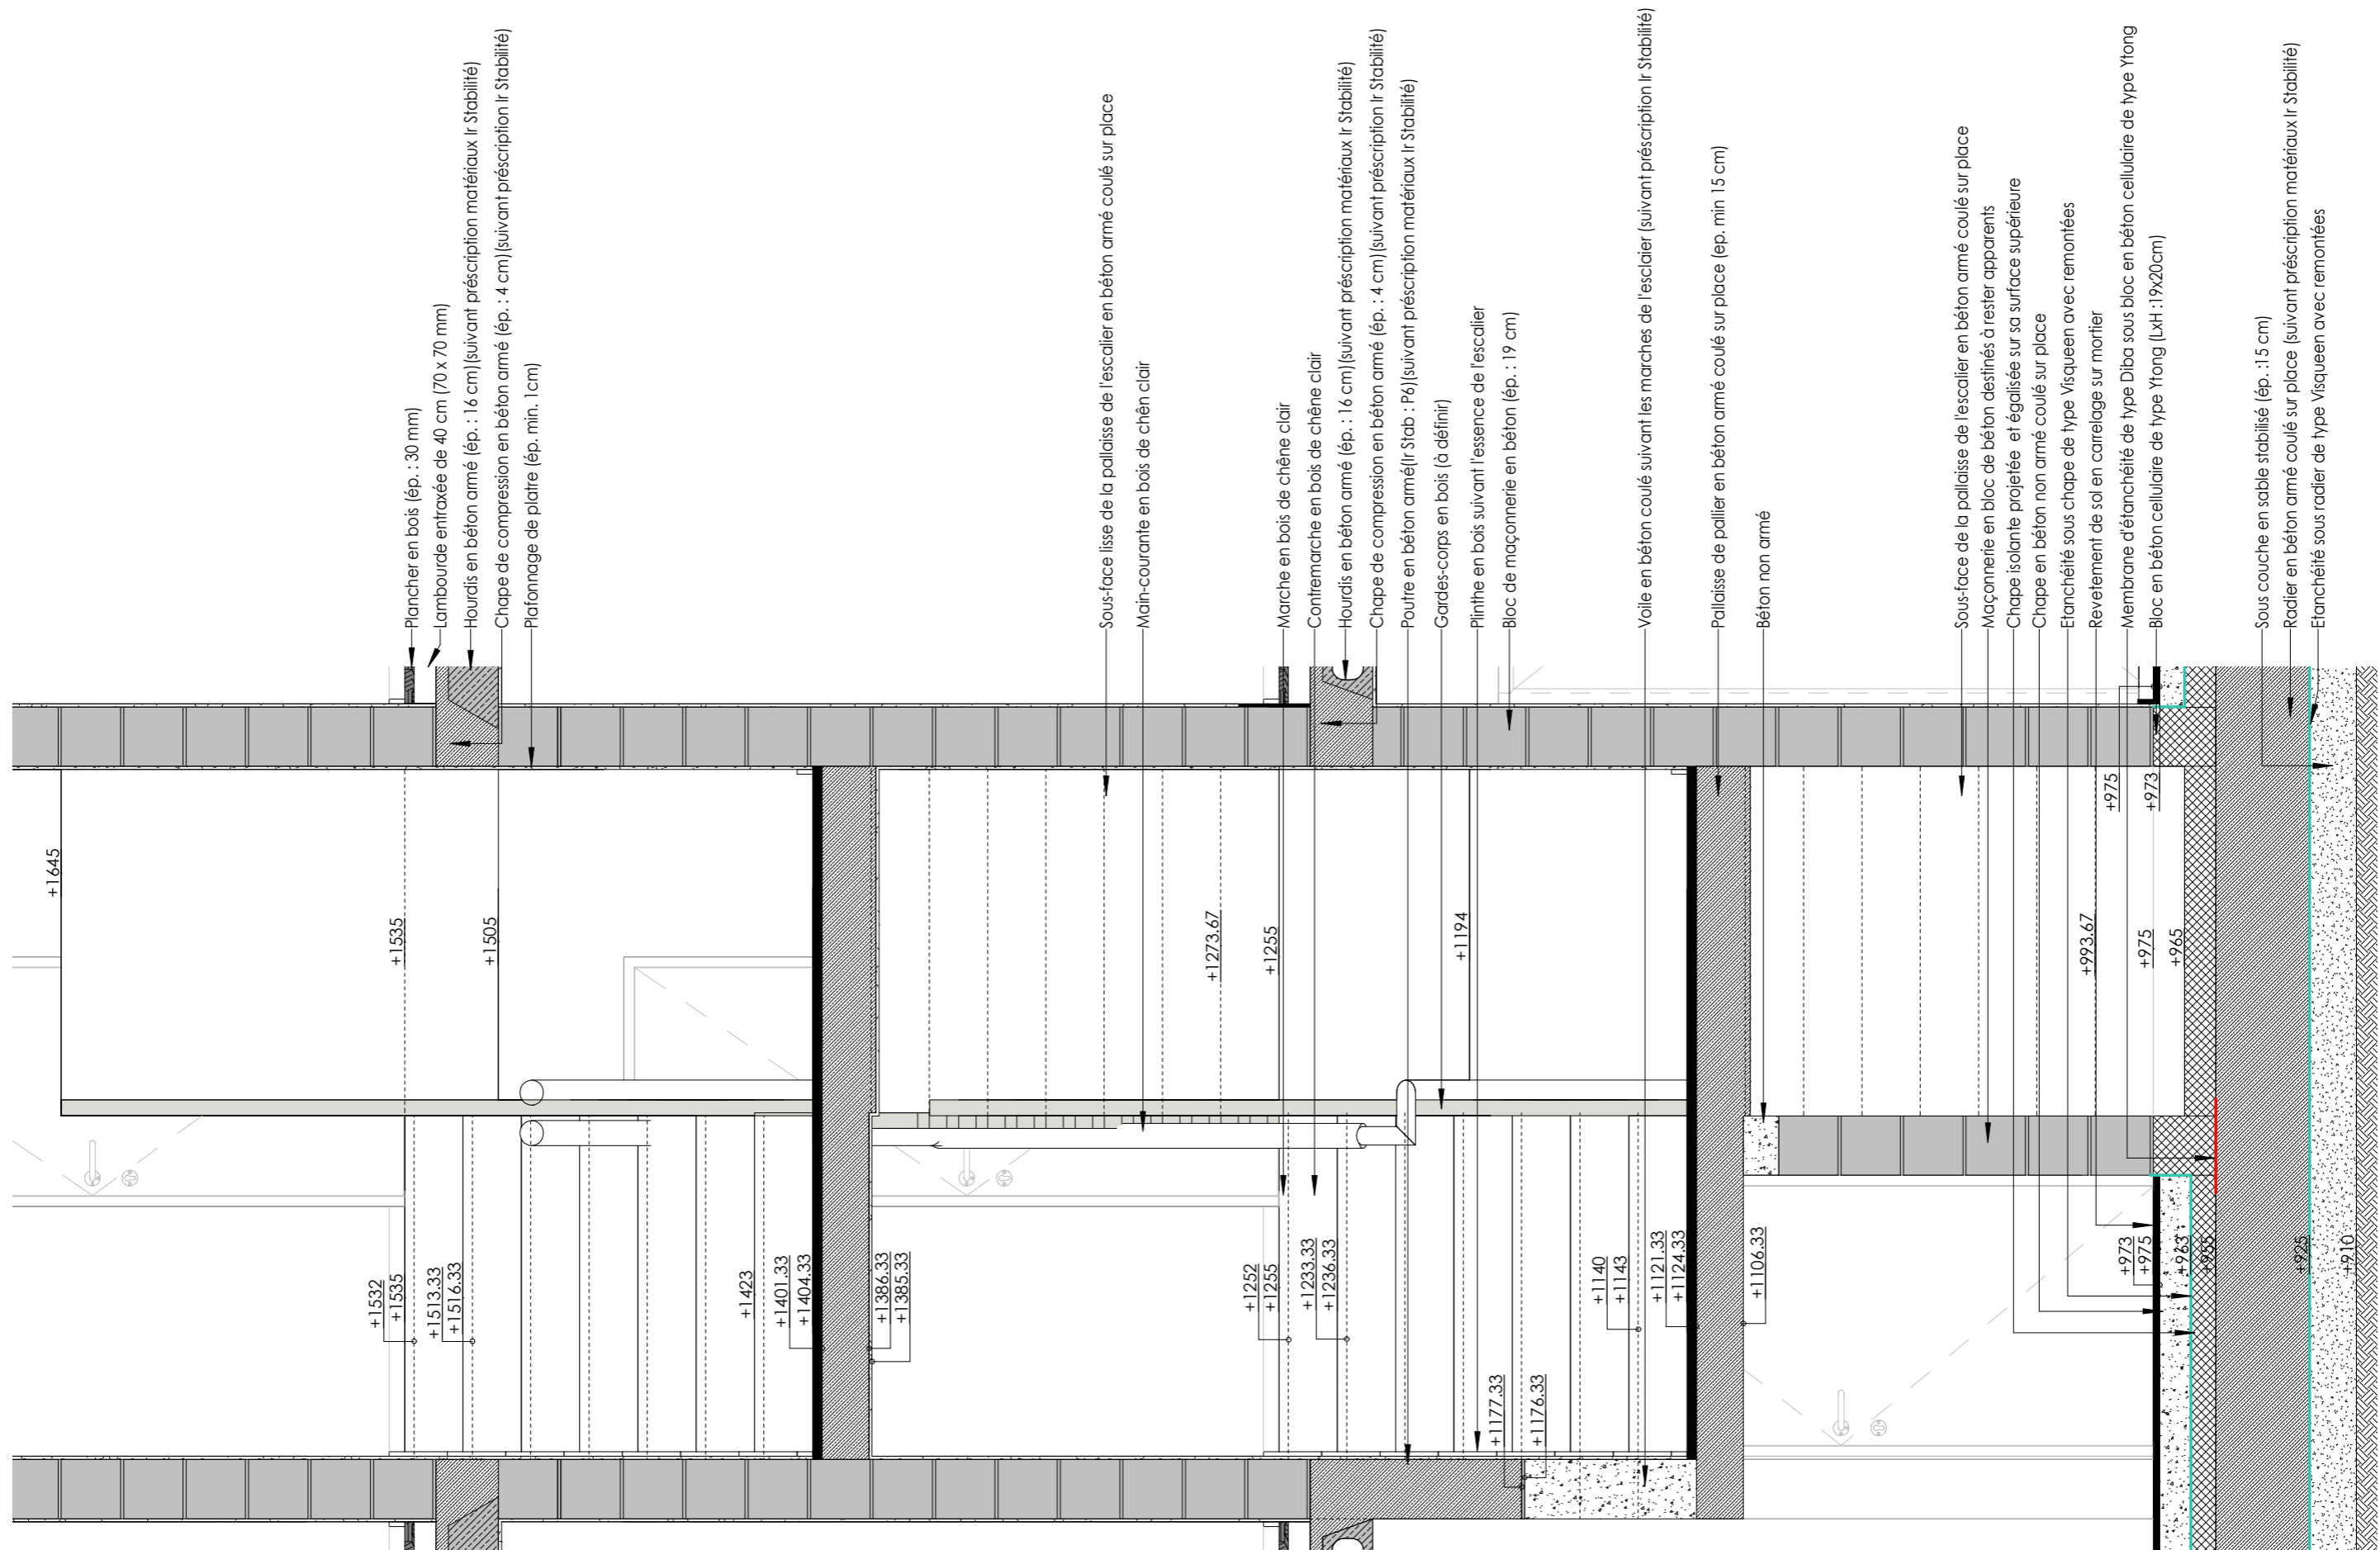 Plancher en bois (ép. : 30 mm)
Lambourde entraxée de 40 cm (70 x 70 mm)
Hourdis en béton armé (ép. : 16 cm)(suivant préscription matériaux Ir Stabilité)
Chape de compression en béton armé (ép. : 4 cm)(suivant préscription Ir Stabilité)
Plafonnage de platre (ép. min. 1cm)
Sous-face lisse de la pallaisse de l'escalier en béton armé coulé sur place
Main-courante en bois de chên clair
Marche en bois de chêne clair
Contremarche en bois de chêne clair
Hourdis en béton armé (ép. : 16 cm)(suivant préscription matériaux Ir Stabilité)
Chape de compression en béton armé (ép. : 4 cm)(suivant préscription Ir Stabilité)
Poutre en béton armé(Ir Stab : P6)(suivant préscription matériaux Ir Stabilité)
Gardes-corps en bois (à définir)
Plinthe en bois suivant l'essence de l'escalier
Bloc de maçonnerie en béton (ép. : 19 cm)
Voile en béton coulé suivant les marches de l'esclaier (suivant préscription Ir Stabilité)
Pallaisse de pallier en béton armé coulé sur place (ep. min 15 cm)
Béton non armé
Sous-face de la pallaisse de l'escalier en béton armé coulé sur place
Maçonnerie en bloc de béton destinés à rester apparents
Chape isolante projetée et égalisée sur sa surface supérieure
Chape en béton non armé coulé sur place
Etanchéité sous chape de type Visqueen avec remontées
Revetement de sol en carrelage sur mortier
Membrane d'étanchéité de type Diba sous bloc en béton cellulaire de type Ytong
Bloc en béton cellulaire de type Ytong (LxH :19x20cm)
Sous couche en sable stabilisé (ép. :15 cm)
Radier en béton armé coulé sur place (suivant préscription matériaux Ir Stabilité)
Etanchéité sous radier de type Visqueen avec remontées
+1645
+1535
+1505
+1273.67
+1255
+1194
+993.67
+975
+973
+975
+965
+1532
+1535
+1513.33
+1516.33
+1423
+1401.33
+1404.33
+1386.33
+1385.33
+1252
+1255
+1233.33
+1236.33
+1177.33
+1176.33
+1140
+1143
+1121.33
+1124.33
+1106.33
+973
+975
+963
+955
+925
+910